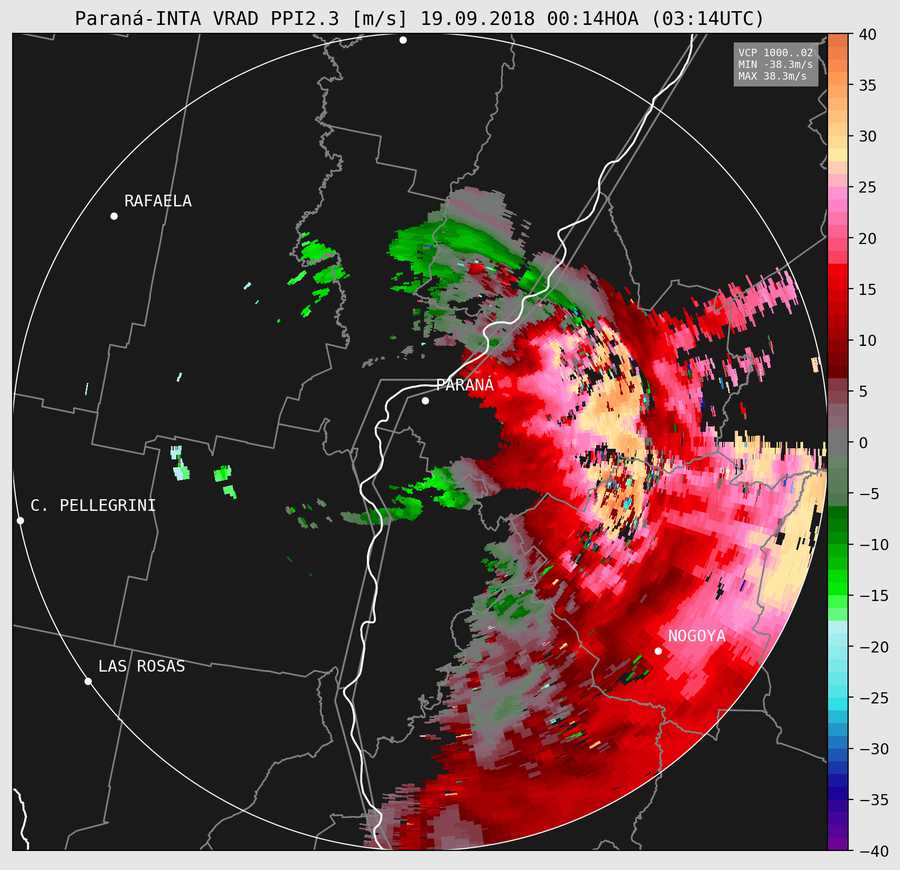 Paraná-INTA VRAD PPI2.3 [m/s] 19.09.2018 00:14HOA (03:14UTC)
VCP 1000..02
MIN -38.3m/s
MAX 38.3m/s
RAFAELA
PARANÁ
C. PELLEGRINI
NOGOYA
LAS ROSAS
40
35
30
25
20
15
10
5
0
−5
−10
−15
−20
−25
−30
−35
−40